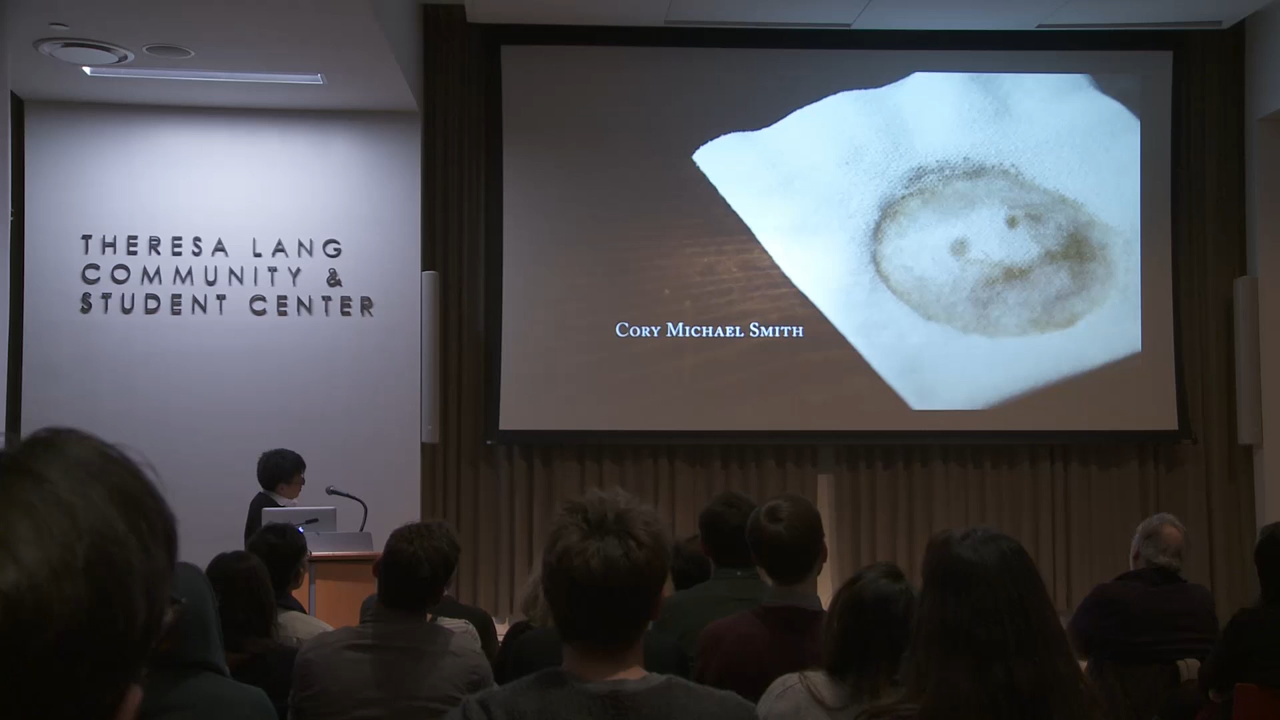 THERESA LANG
COMMUNITY &
STUDENT CENTER
CORY MICHAEL SMITH